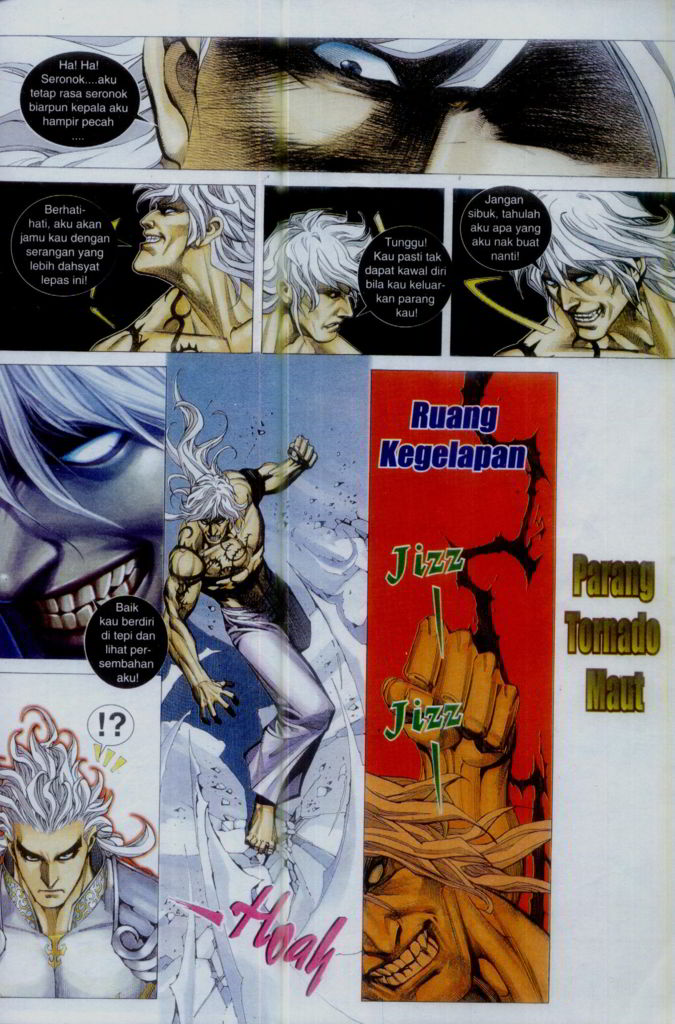 Ha! Ha!
Seronok....aku
tetap rasa seronok
biarpun kepala aku
hampir pecah
....
Berhati-
hati, aku akan
jamu kau dengan
serangan yang
lebih dahsyat
lepas ini!
Tunggu!
Kau pasti tak
dapat kawal diri
bila kau keluar-
kan parang
kau!
Jangan
sibuk, tahulah
aku apa yang
aku nak buat
nanti!
Baik
kau berdiri
di tepi dan
lihat per-
sembahan
aku!
!?
Hoah
Ruang
Kegelapan
Jizz
Jizz
Parang
Tornado
Maut